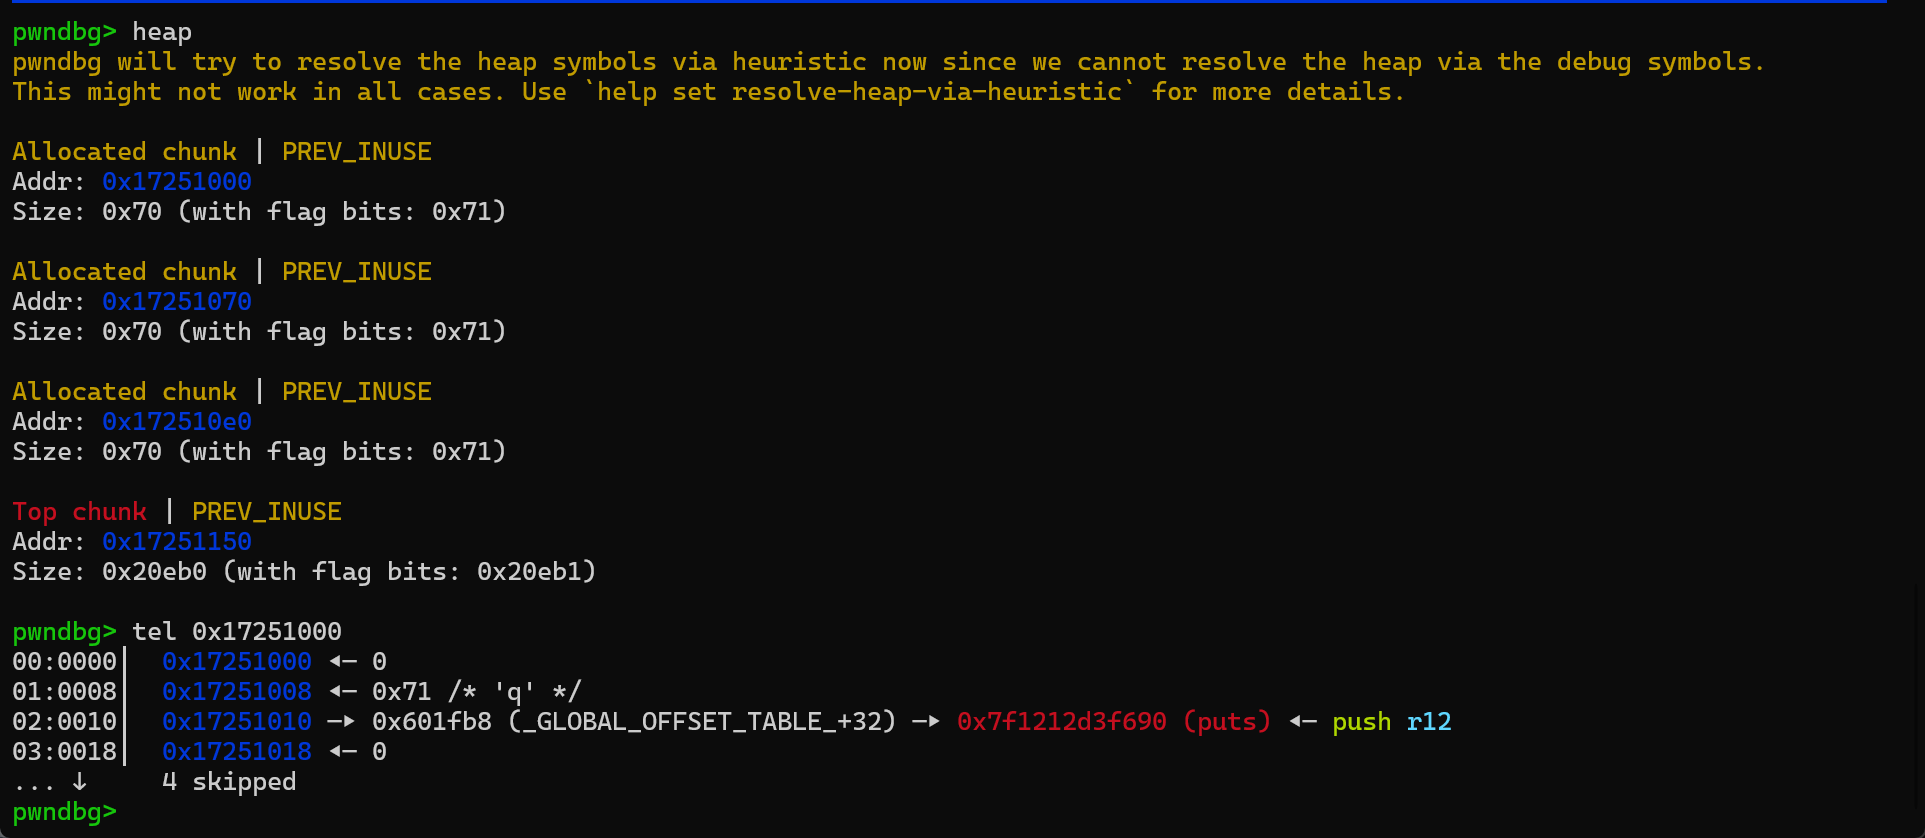 pwndbg> heap
pwndbg will try to resolve the heap symbols via heuristic now since we cannot resolve the heap via the debug symbols.
This might not work in all cases. Use `help set resolve-heap-via-heuristic` for more details.
Allocated chunk | PREV_INUSE
Addr: 0x17251000
Size: 0x70 (with flag bits: 0x71)
Allocated chunk | PREV_INUSE
Addr: 0x17251070
Size: 0x70 (with flag bits: 0x71)
Allocated chunk | PREV_INUSE
Addr: 0x172510e0
Size: 0x70 (with flag bits: 0x71)
Top chunk | PREV_INUSE
Addr: 0x17251150
Size: 0x20eb0 (with flag bits: 0x20eb1)
pwndbg> tel 0x17251000
00:0000│  0x17251000 ◂— 0
01:0008│  0x17251008 ◂— 0x71 /* 'q' */
02:0010│  0x17251010 —▸ 0x601fb8 (_GLOBAL_OFFSET_TABLE_+32) —▸ 0x7f1212d3f690 (puts) ◂— push r12
03:0018│  0x17251018 ◂— 0
... ↓     4 skipped
pwndbg>